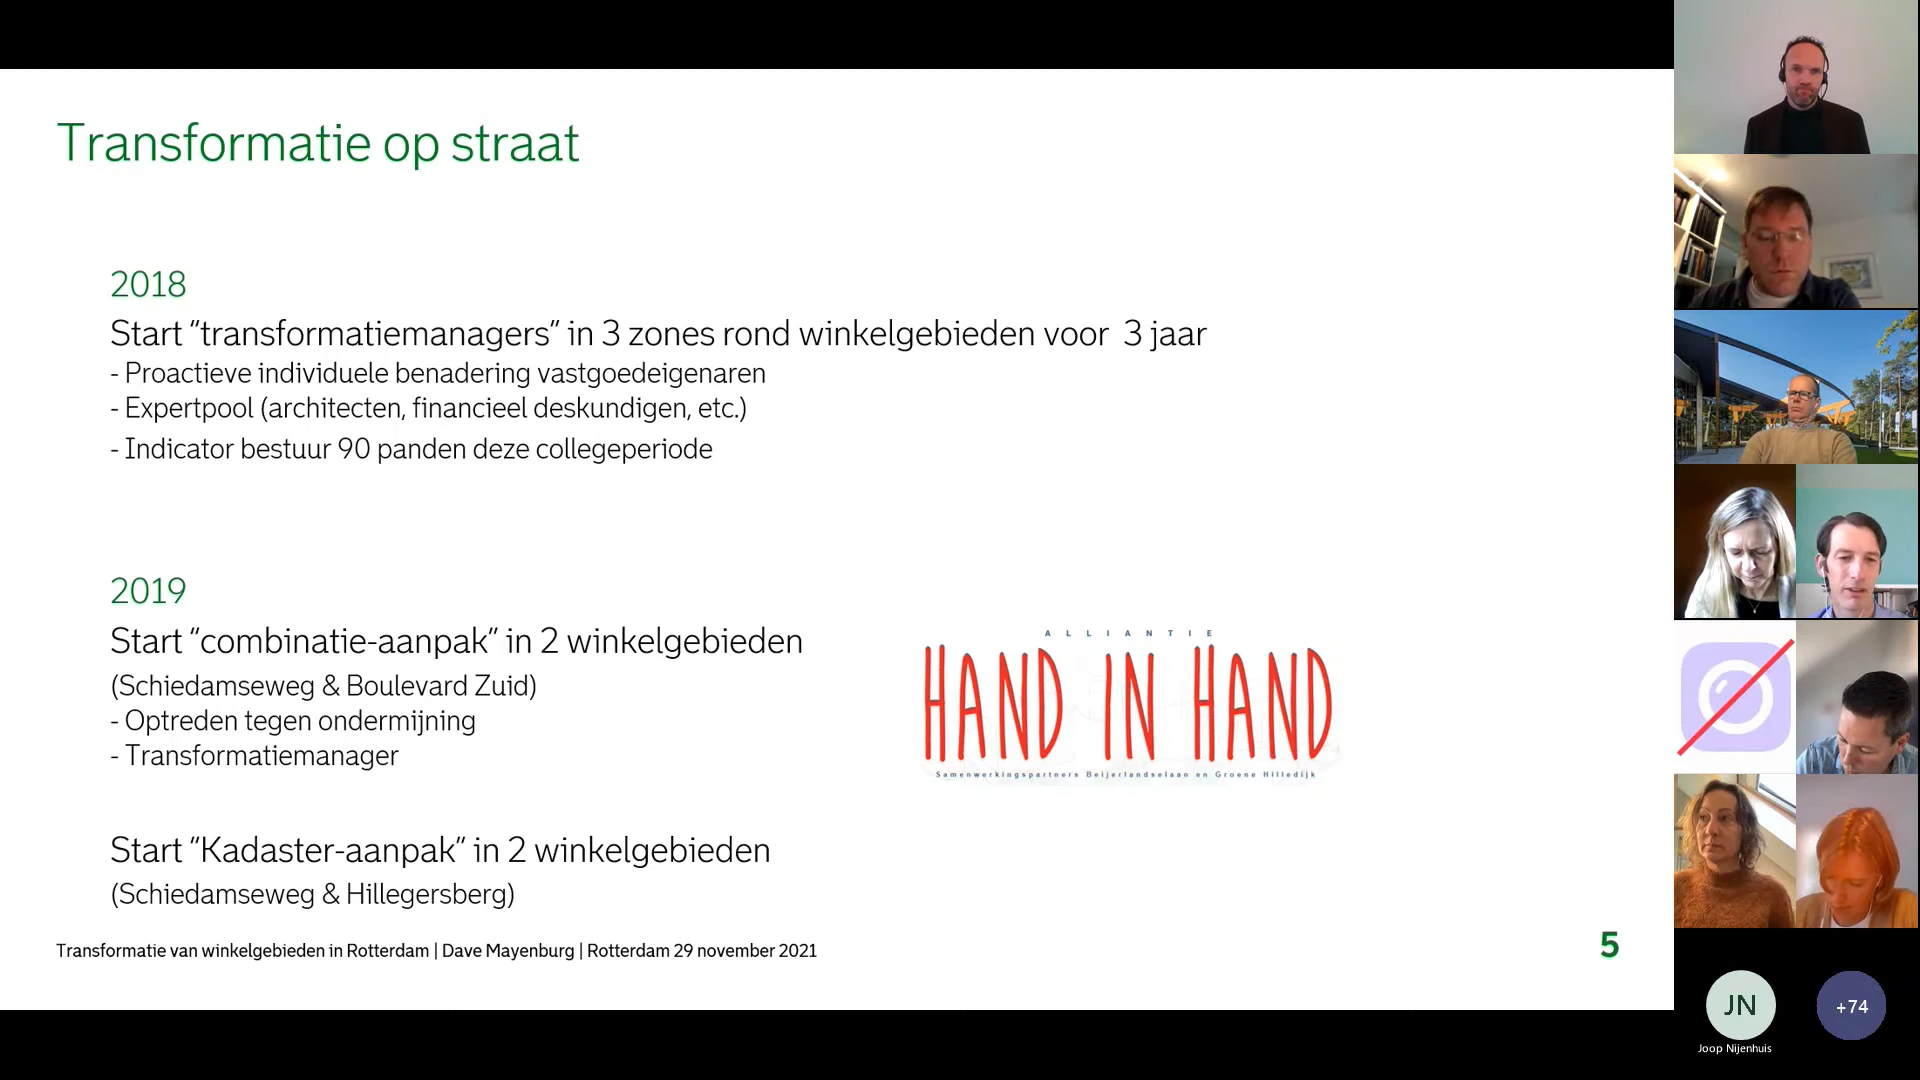 Transformatie op straat
2018
Start “transformatiemanagers” in 3 zones rond winkelgebieden voor 3 jaar
- Proactieve individuele benadering vastgoedeigenaren
- Expertpool (architecten, financieel deskundigen, etc.)
- Indicator bestuur 90 panden deze collegeperiode
2019
Start “combinatie-aanpak” in 2 winkelgebieden
(Schiedamseweg & Boulevard Zuid)
- Optreden tegen ondermijning
- Transformatiemanager
ALLIANTIE
HAND IN HAND
Samenwerkingspartners Beijerlandselaan en Groene Hilledijk
Start “Kadaster-aanpak” in 2 winkelgebieden
(Schiedamseweg & Hillegersberg)
Transformatie van winkelgebieden in Rotterdam | Dave Mayenburg | Rotterdam 29 november 2021
5
JN
+74
Joop Nijenhuis